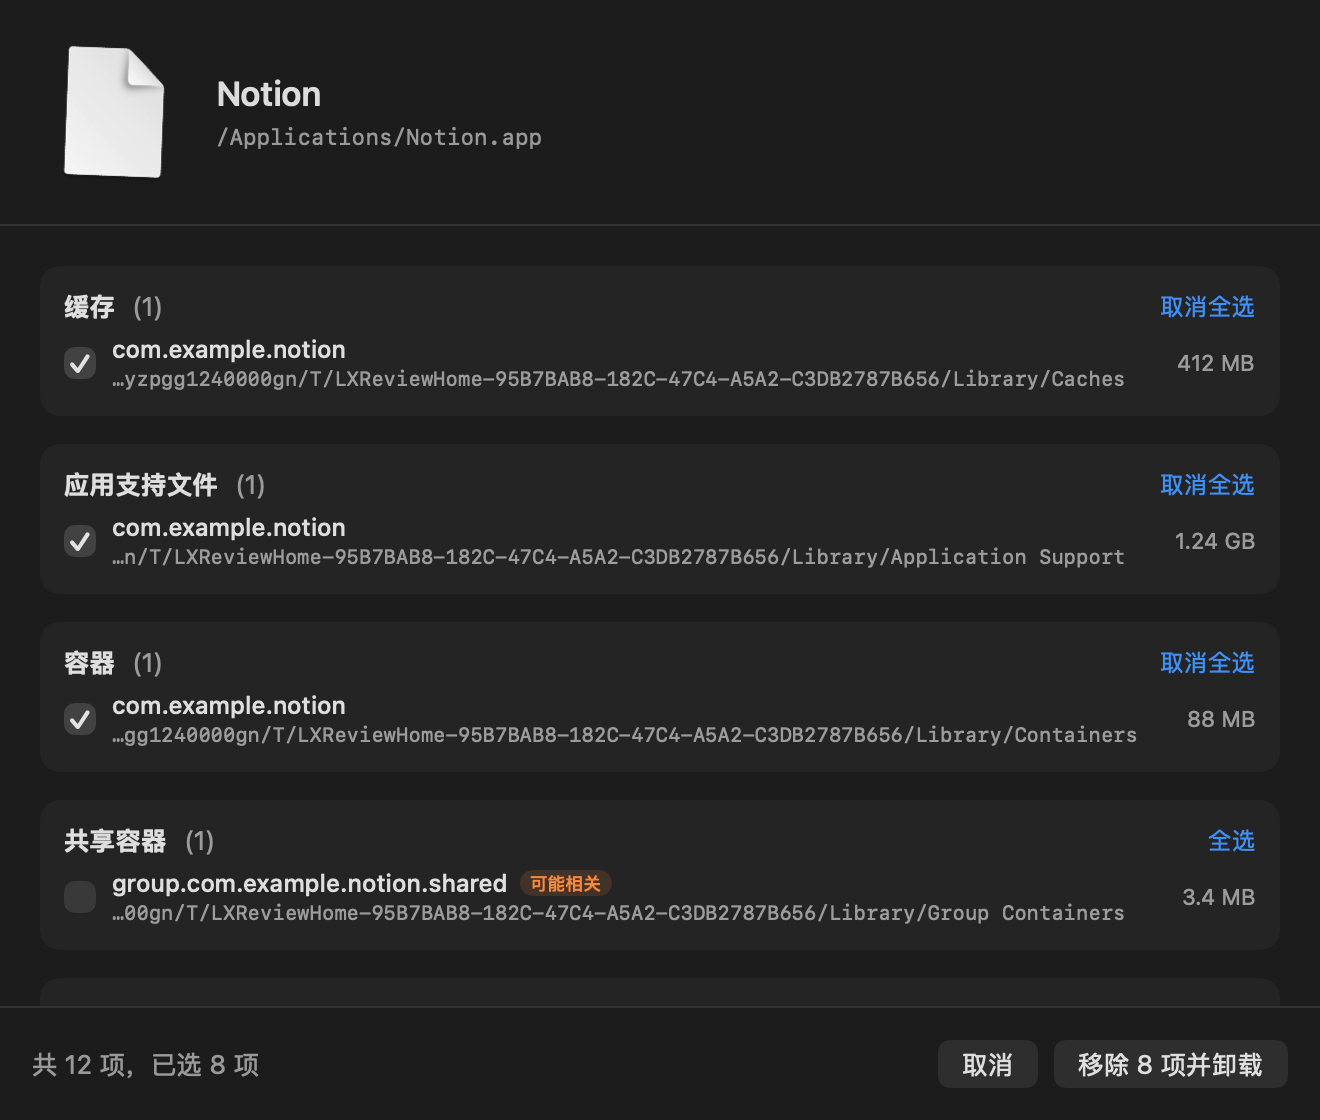 Notion
/Applications/Notion.app
缓存 (1) 取消全选
com.example.notion
…yzpgg1240000gn/T/LXReviewHome-95B7BAB8-182C-47C4-A5A2-C3DB2787B656/Library/Caches
412 MB
应用支持文件 (1) 取消全选
com.example.notion
…n/T/LXReviewHome-95B7BAB8-182C-47C4-A5A2-C3DB2787B656/Library/Application Support
1.24 GB
容器 (1) 取消全选
com.example.notion
…gg1240000gn/T/LXReviewHome-95B7BAB8-182C-47C4-A5A2-C3DB2787B656/Library/Containers
88 MB
共享容器 (1) 全选
group.com.example.notion.shared 可能相关
…00gn/T/LXReviewHome-95B7BAB8-182C-47C4-A5A2-C3DB2787B656/Library/Group Containers
3.4 MB
共 12 项，已选 8 项 取消 移除 8 项并卸载